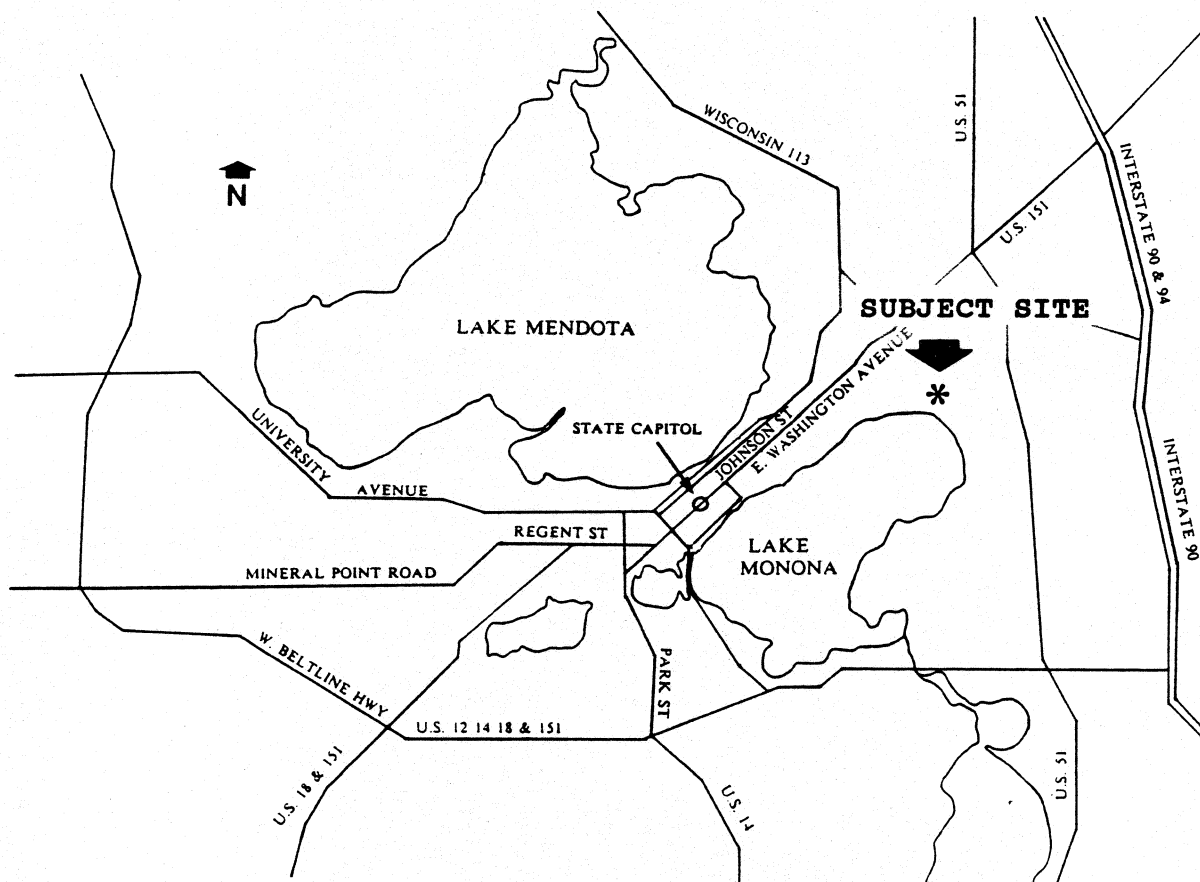 WISCONSIN 113
U.S. 51
INTERSTATE 90 & 94
N
U.S. 151
SUBJECT SITE
LAKE MENDOTA
E. WASHINGTON AVENUE
*
JOHNSON ST
STATE CAPITOL
UNIVERSITY
AVENUE
INTERSTATE 90
REGENT ST
LAKE
MONONA
MINERAL POINT ROAD
W. BELTLINE HWY
PARK ST
U.S. 12 14 18 & 151
U.S. 18 & 151
U.S. 14
U.S. 51